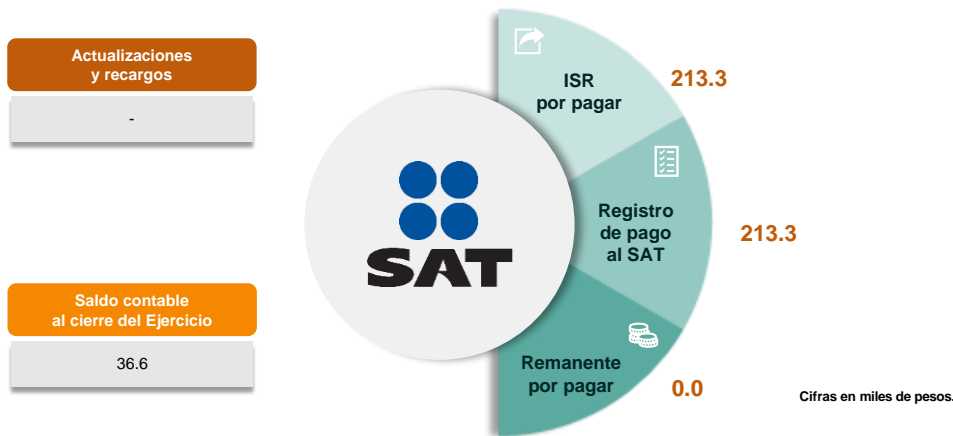 Actualizaciones
y recargos
-
Saldo contable
al cierre del Ejercicio
36.6
SAT
ISR
por pagar
213.3
Registro
de pago
al SAT
213.3
Remanente
por pagar
0.0
Cifras en miles de pesos.